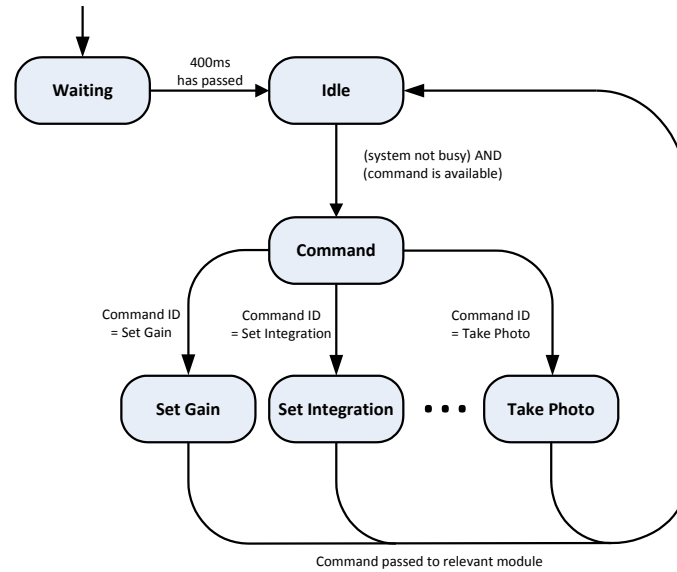 400ms
has passed
Waiting
Idle
(system not busy) AND
(command is available)
Command
Command ID
= Set Gain
Command ID
= Set Integration
Command ID
= Take Photo
Set Gain
Set Integration
• • •
Take Photo
Command passed to relevant module